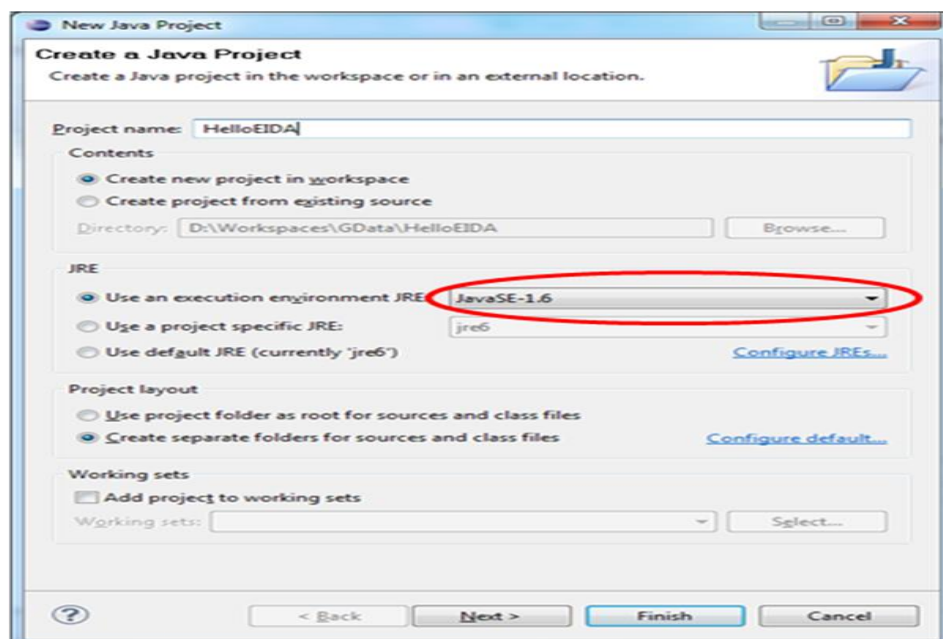 New Java Project
Create a Java Project
Create a Java project in the workspace or in an external location.
Project name: HelloEIDA
Contents
Create new project in workspace
Create project from existing source
Directory: D:\Workspaces\GData\HelloEIDA Browse...
JRE
Use an execution environment JRE: JavaSE-1.6
Use a project specific JRE: jre6
Use default JRE (currently 'jre6') Configure JREs...
Project layout
Use project folder as root for sources and class files
Create separate folders for sources and class files Configure default...
Working sets
Add project to working sets
Working sets: Select...
? < Back Next > Finish Cancel